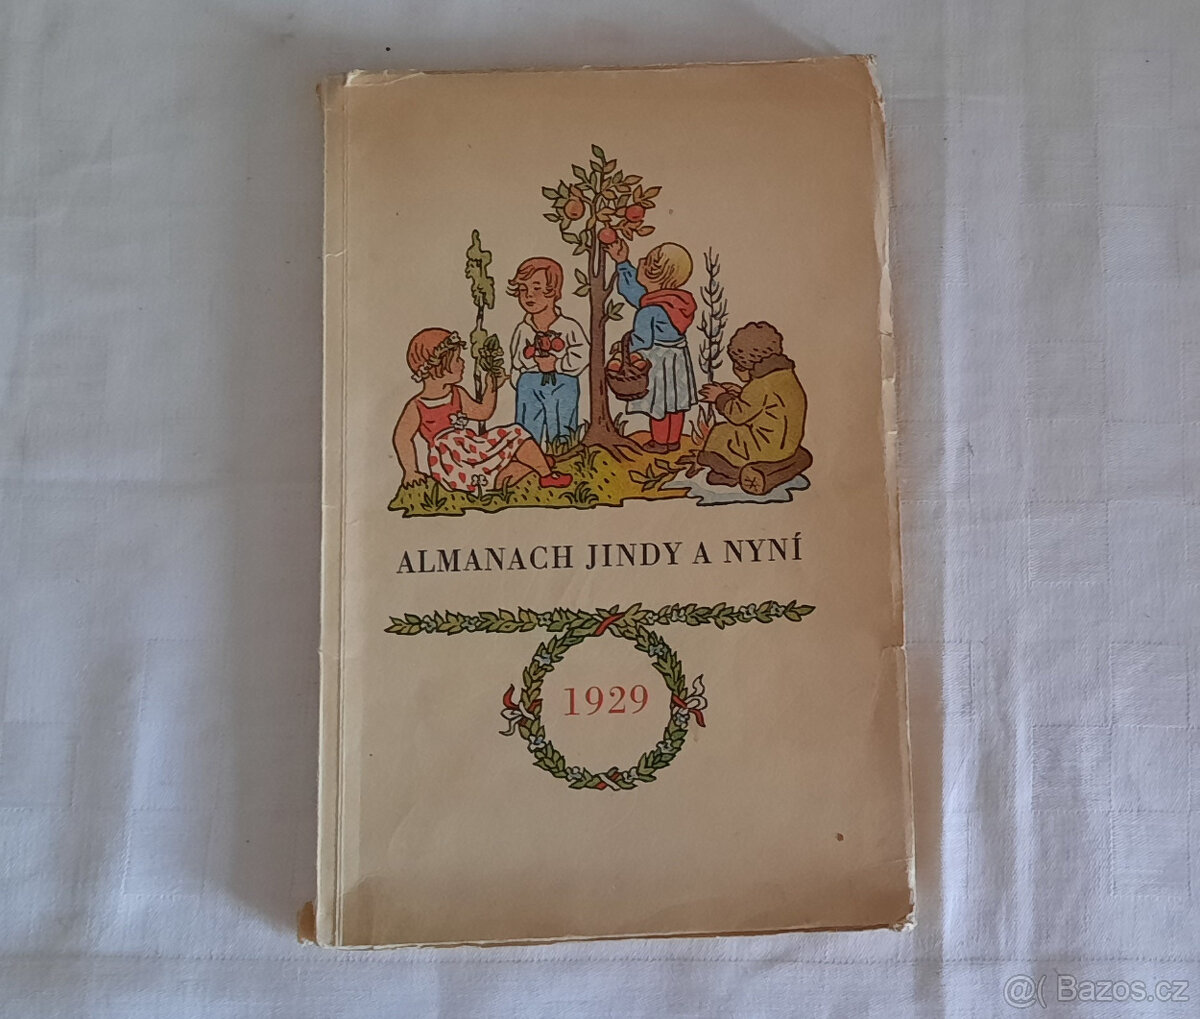 ALMANACH JINDY A NYNÍ
1929
@( Bazos.cz